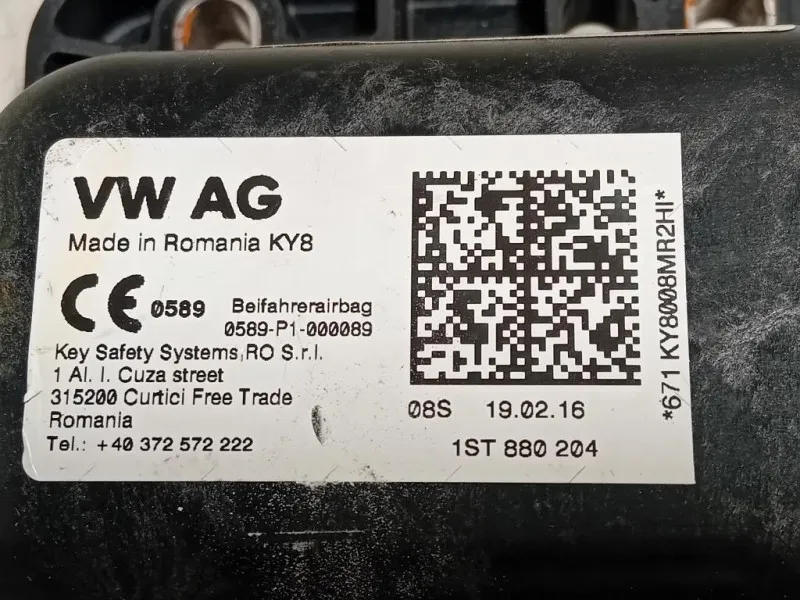 VW AG
Made in Romania KY8
CE 0589 Beifahrerairbag
0589-P1-000089
Key Safety Systems,RO S.r.l.
1 Al. I. Cuza street
315200 Curtici Free Trade
Romania
Tel.: +40 372 572 222
08S 19.02.16
1ST 880 204
*671 KY8008MR2HI*